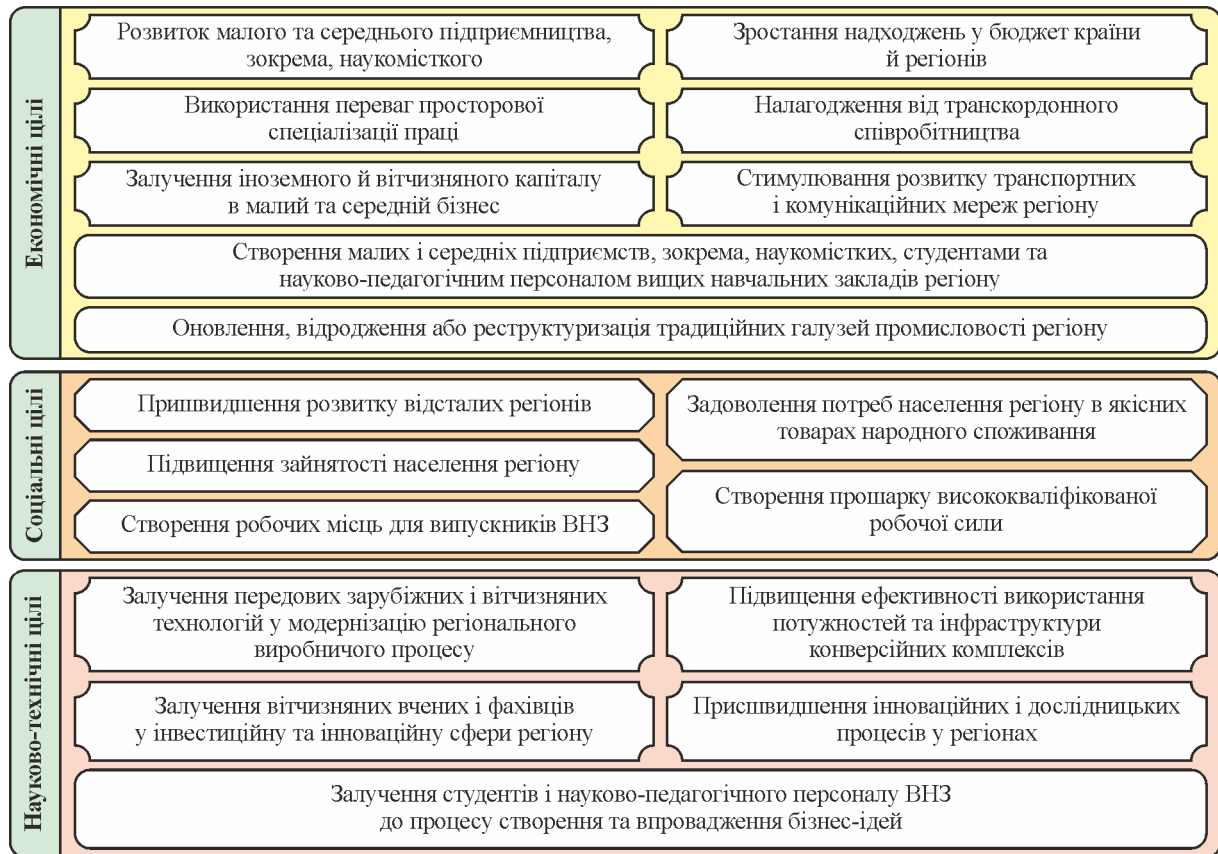 Економічні цілі
Розвиток малого та середнього підприємництва,
зокрема, наукомісткого
Зростання надходжень у бюджет країни
й регіонів
Використання переваг просторової
спеціалізації праці
Налагодження від транскордонного
співробітництва
Залучення іноземного й вітчизняного капіталу
в малий та середній бізнес
Стимулювання розвитку транспортних
і комунікаційних мереж регіону
Створення малих і середніх підприємств, зокрема, наукомістких, студентами та
науково-педагогічним персоналом вищих навчальних закладів регіону
Оновлення, відродження або реструктуризація традиційних галузей промисловості регіону
Соціальні цілі
Пришвидшення розвитку відсталих регіонів
Підвищення зайнятості населення регіону
Створення робочих місць для випускників ВНЗ
Задоволення потреб населення регіону в якісних
товарах народного споживання
Створення прошарку висококваліфікованої
робочої сили
Науково-технічні цілі
Залучення передових зарубіжних і вітчизняних
технологій у модернізацію регіонального
виробничого процесу
Підвищення ефективності використання
потужностей та інфраструктури
конверсійних комплексів
Залучення вітчизняних вчених і фахівців
у інвестиційну та інноваційну сфери регіону
Присшвидшення інноваційних і дослідницьких
процесів у регіонах
Залучення студентів і науково-педагогічного персоналу ВНЗ
до процесу створення та впровадження бізнес-ідей